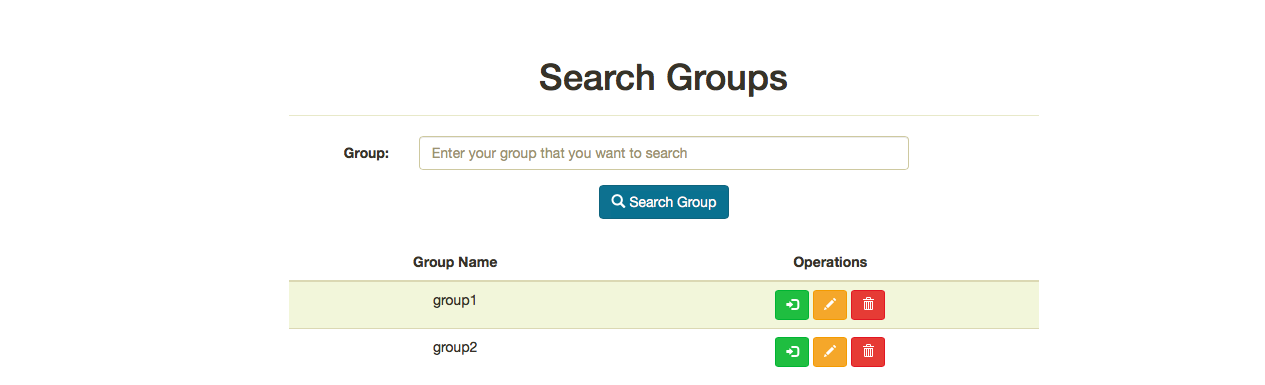 Search Groups
Group: Enter your group that you want to search
Search Group
Group Name Operations
group1
group2